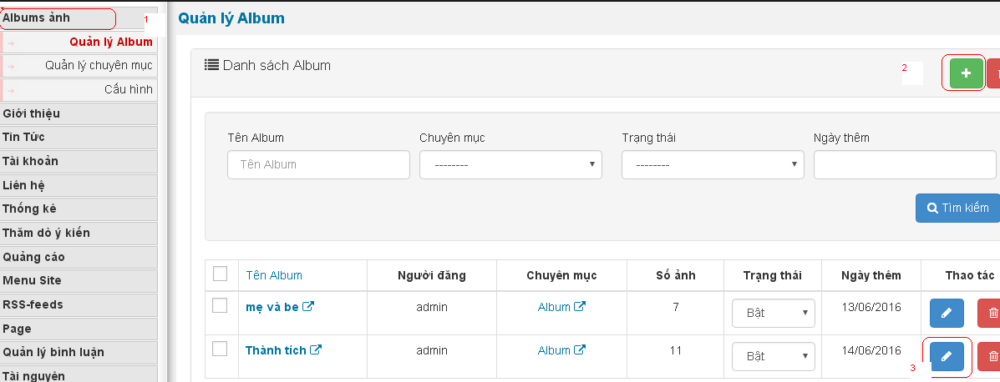 Albums ảnh
1
Quản lý Album
Quản lý chuyên mục
Cấu hình
Giới thiệu
Tin Tức
Tài khoản
Liên hệ
Thống kê
Thăm dò ý kiến
Quảng cáo
Menu Site
RSS-feeds
Page
Quản lý bình luận
Tài nguyên
Quản lý Album
Danh sách Album
2
Tên Album Chuyên mục Trạng thái Ngày thêm
Tên Album -------- --------
Tìm kiếm
Tên Album Người đăng Chuyên mục Số ảnh Trạng thái Ngày thêm Thao tác
mẹ và be admin Album 7 Bật 13/06/2016
Thành tích admin Album 11 Bật 14/06/2016
3